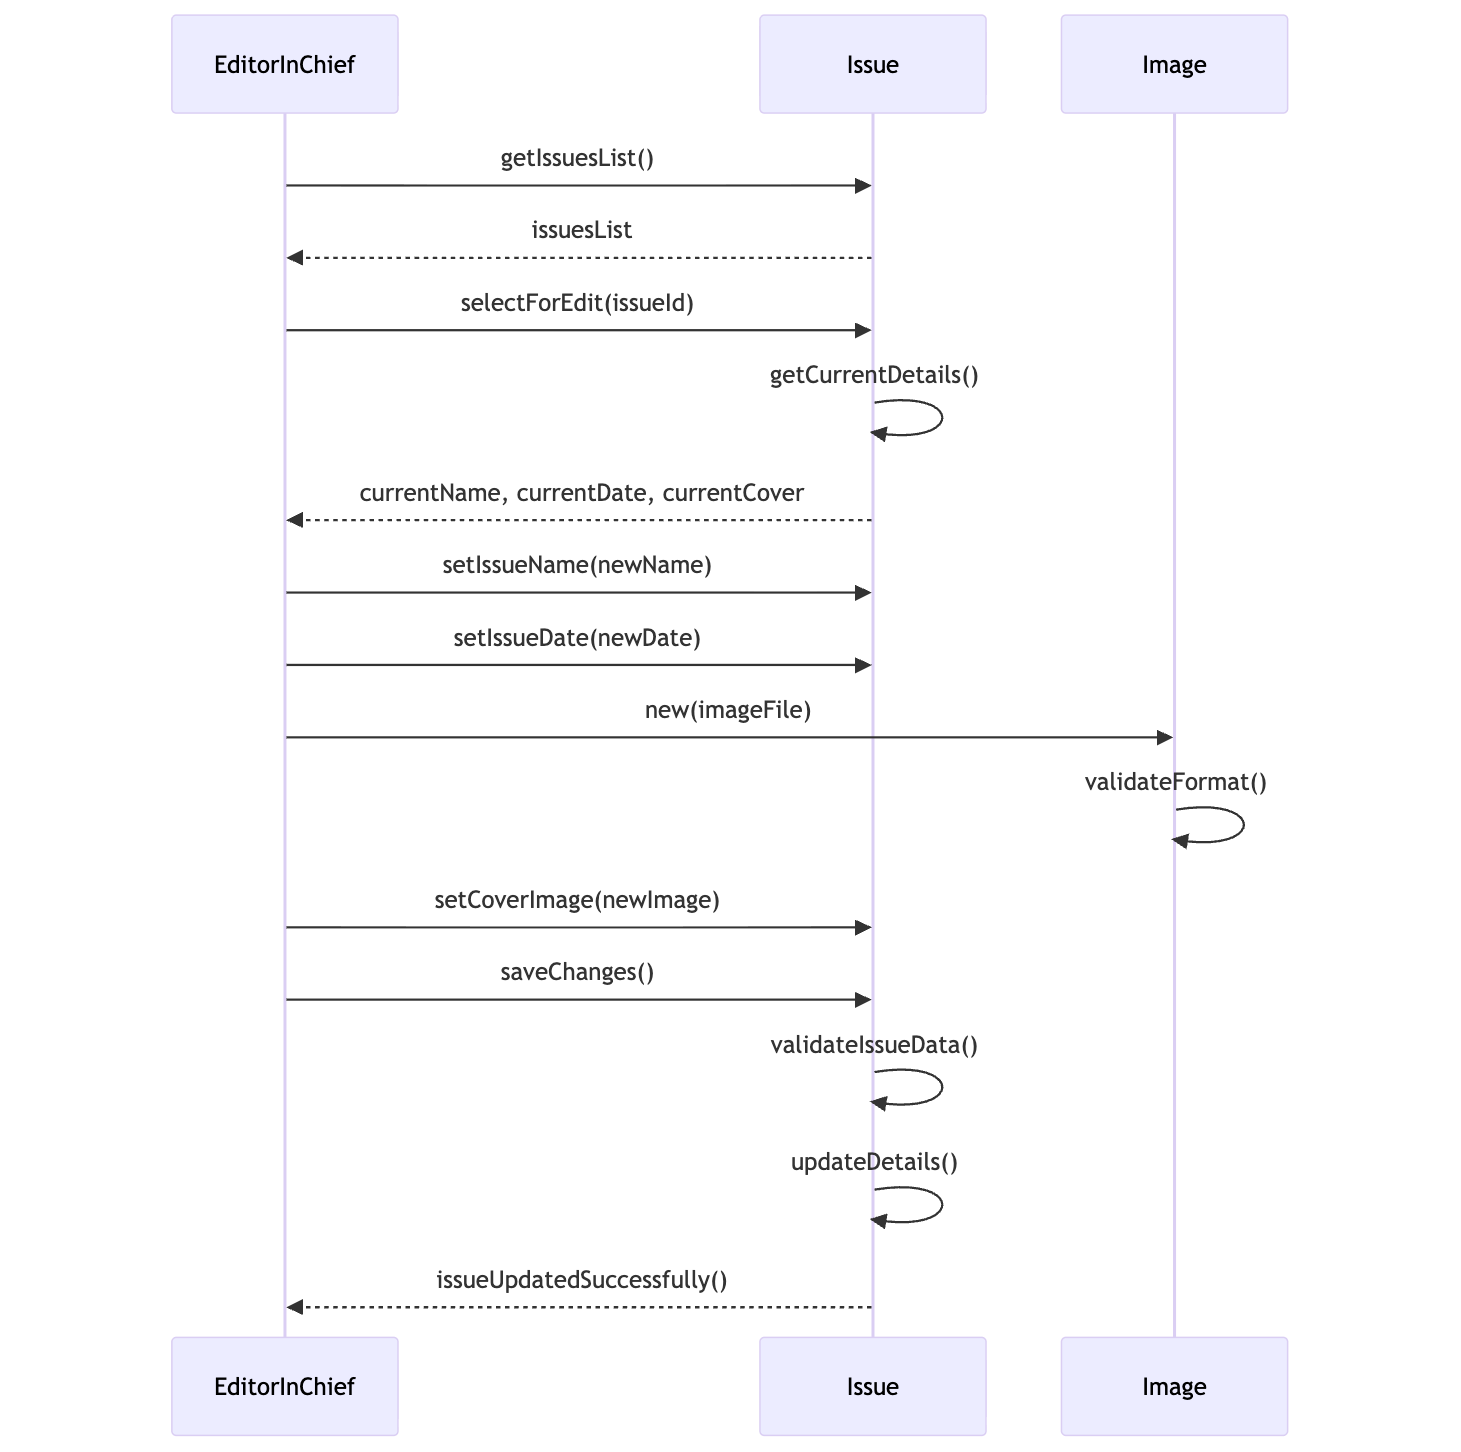 EditorInChief
Issue
Image
getIssuesList()
issuesList
selectForEdit(issueId)
getCurrentDetails()
currentName, currentDate, currentCover
setIssueName(newName)
setIssueDate(newDate)
new(imageFile)
validateFormat()
setCoverImage(newImage)
saveChanges()
validateIssueData()
updateDetails()
issueUpdatedSuccessfully()
EditorInChief
Issue
Image